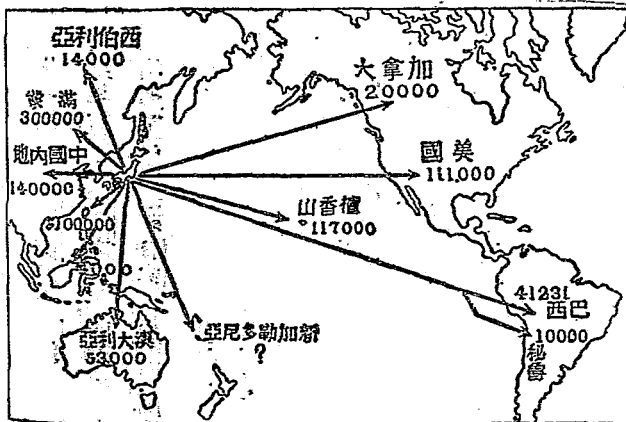 西伯利亞
14000
加拿大
20000
滿蒙
300000
中國內地
140000
美國
111,000
檀香山
117000
41231
巴西
10000
秘魯
新加勒多尼亞
?
澳大利亞
53000